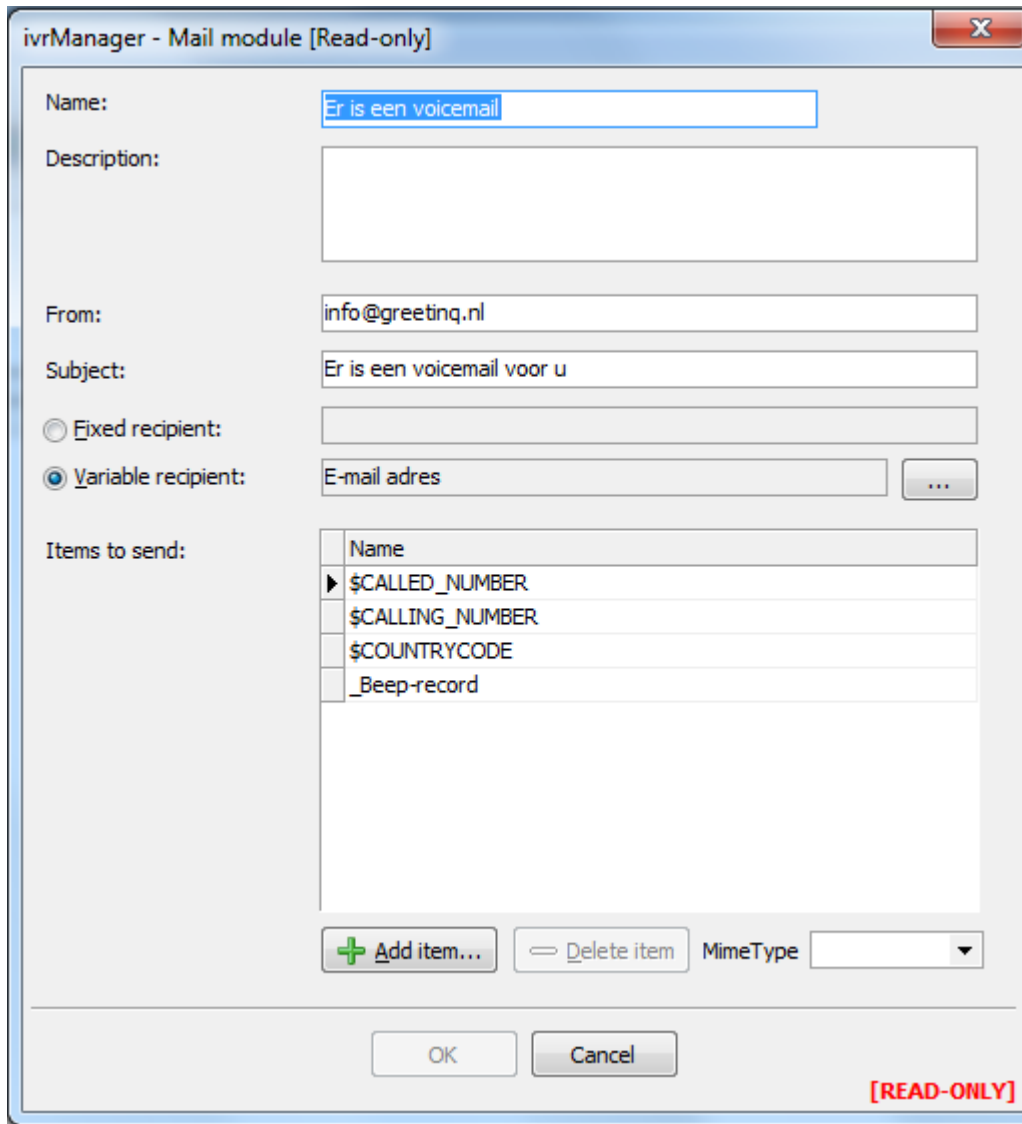 ivrManager - Mail module [Read-only]
Name: Er is een voicemail
Description:
From: info@greetinq.nl
Subject: Er is een voicemail voor u
Fixed recipient:
Variable recipient: E-mail adres ...
Items to send: Name
$CALLED_NUMBER
$CALLING_NUMBER
$COUNTRYCODE
_Beep-record
Add item... Delete item MimeType
OK Cancel
[READ-ONLY]